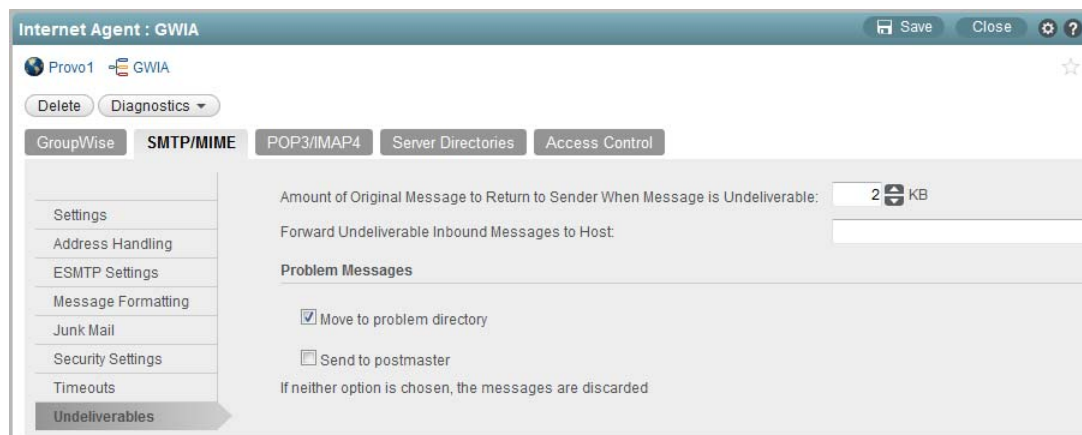 Internet Agent : GWIA
Save Close ?
Provo1 GWIA
Delete Diagnostics
GroupWise SMTP/MIME POP3/IMAP4 Server Directories Access Control
Settings
Address Handling
ESMTP Settings
Message Formatting
Junk Mail
Security Settings
Timeouts
Undeliverables
Amount of Original Message to Return to Sender When Message is Undeliverable: 2 KB
Forward Undeliverable Inbound Messages to Host:
Problem Messages
Move to problem directory
Send to postmaster
If neither option is chosen, the messages are discarded